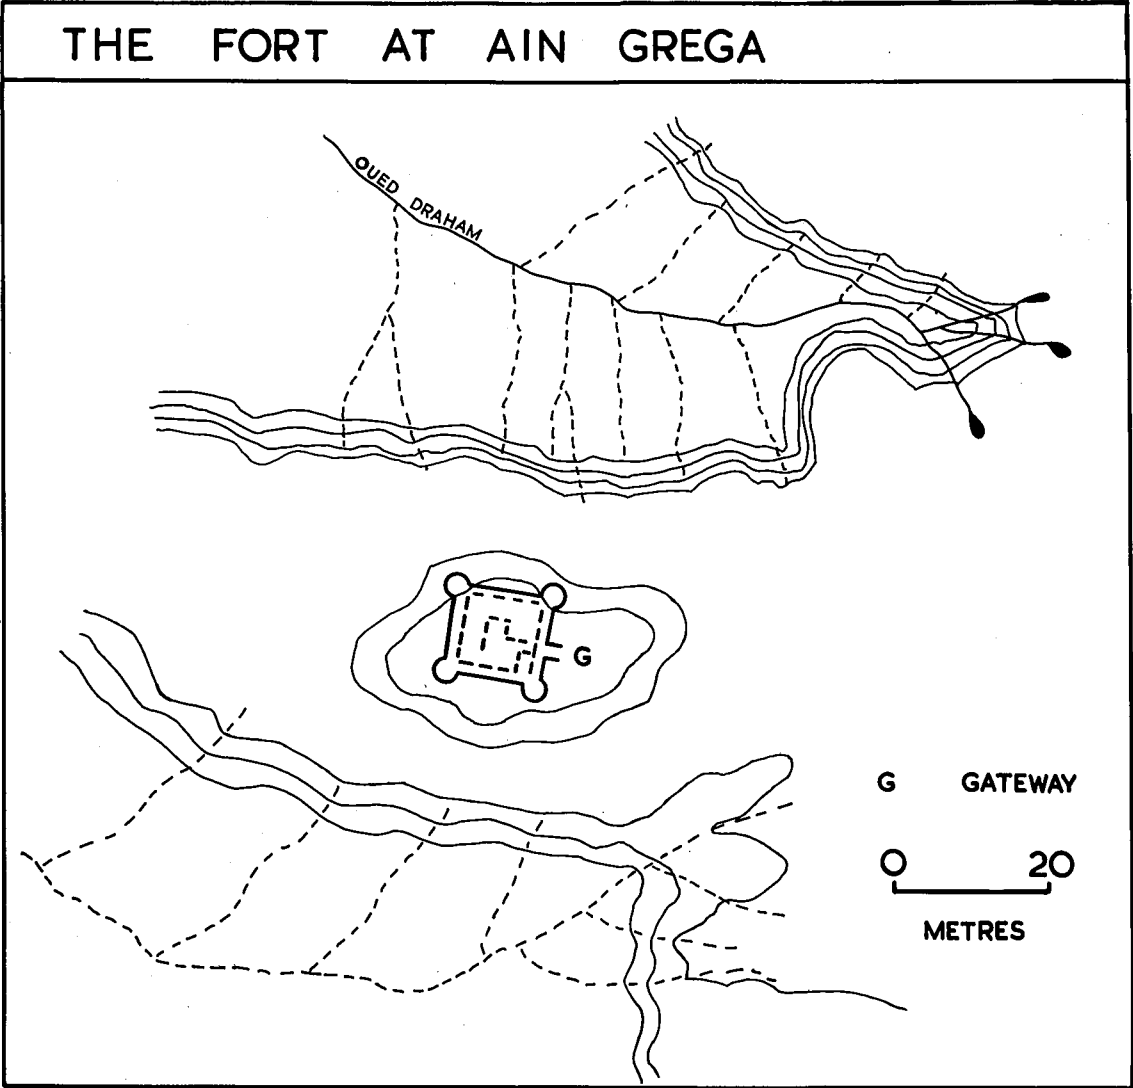 THE FORT AT AIN GREGA
OUED DRAHAM
G
G GATEWAY
0 20
METRES